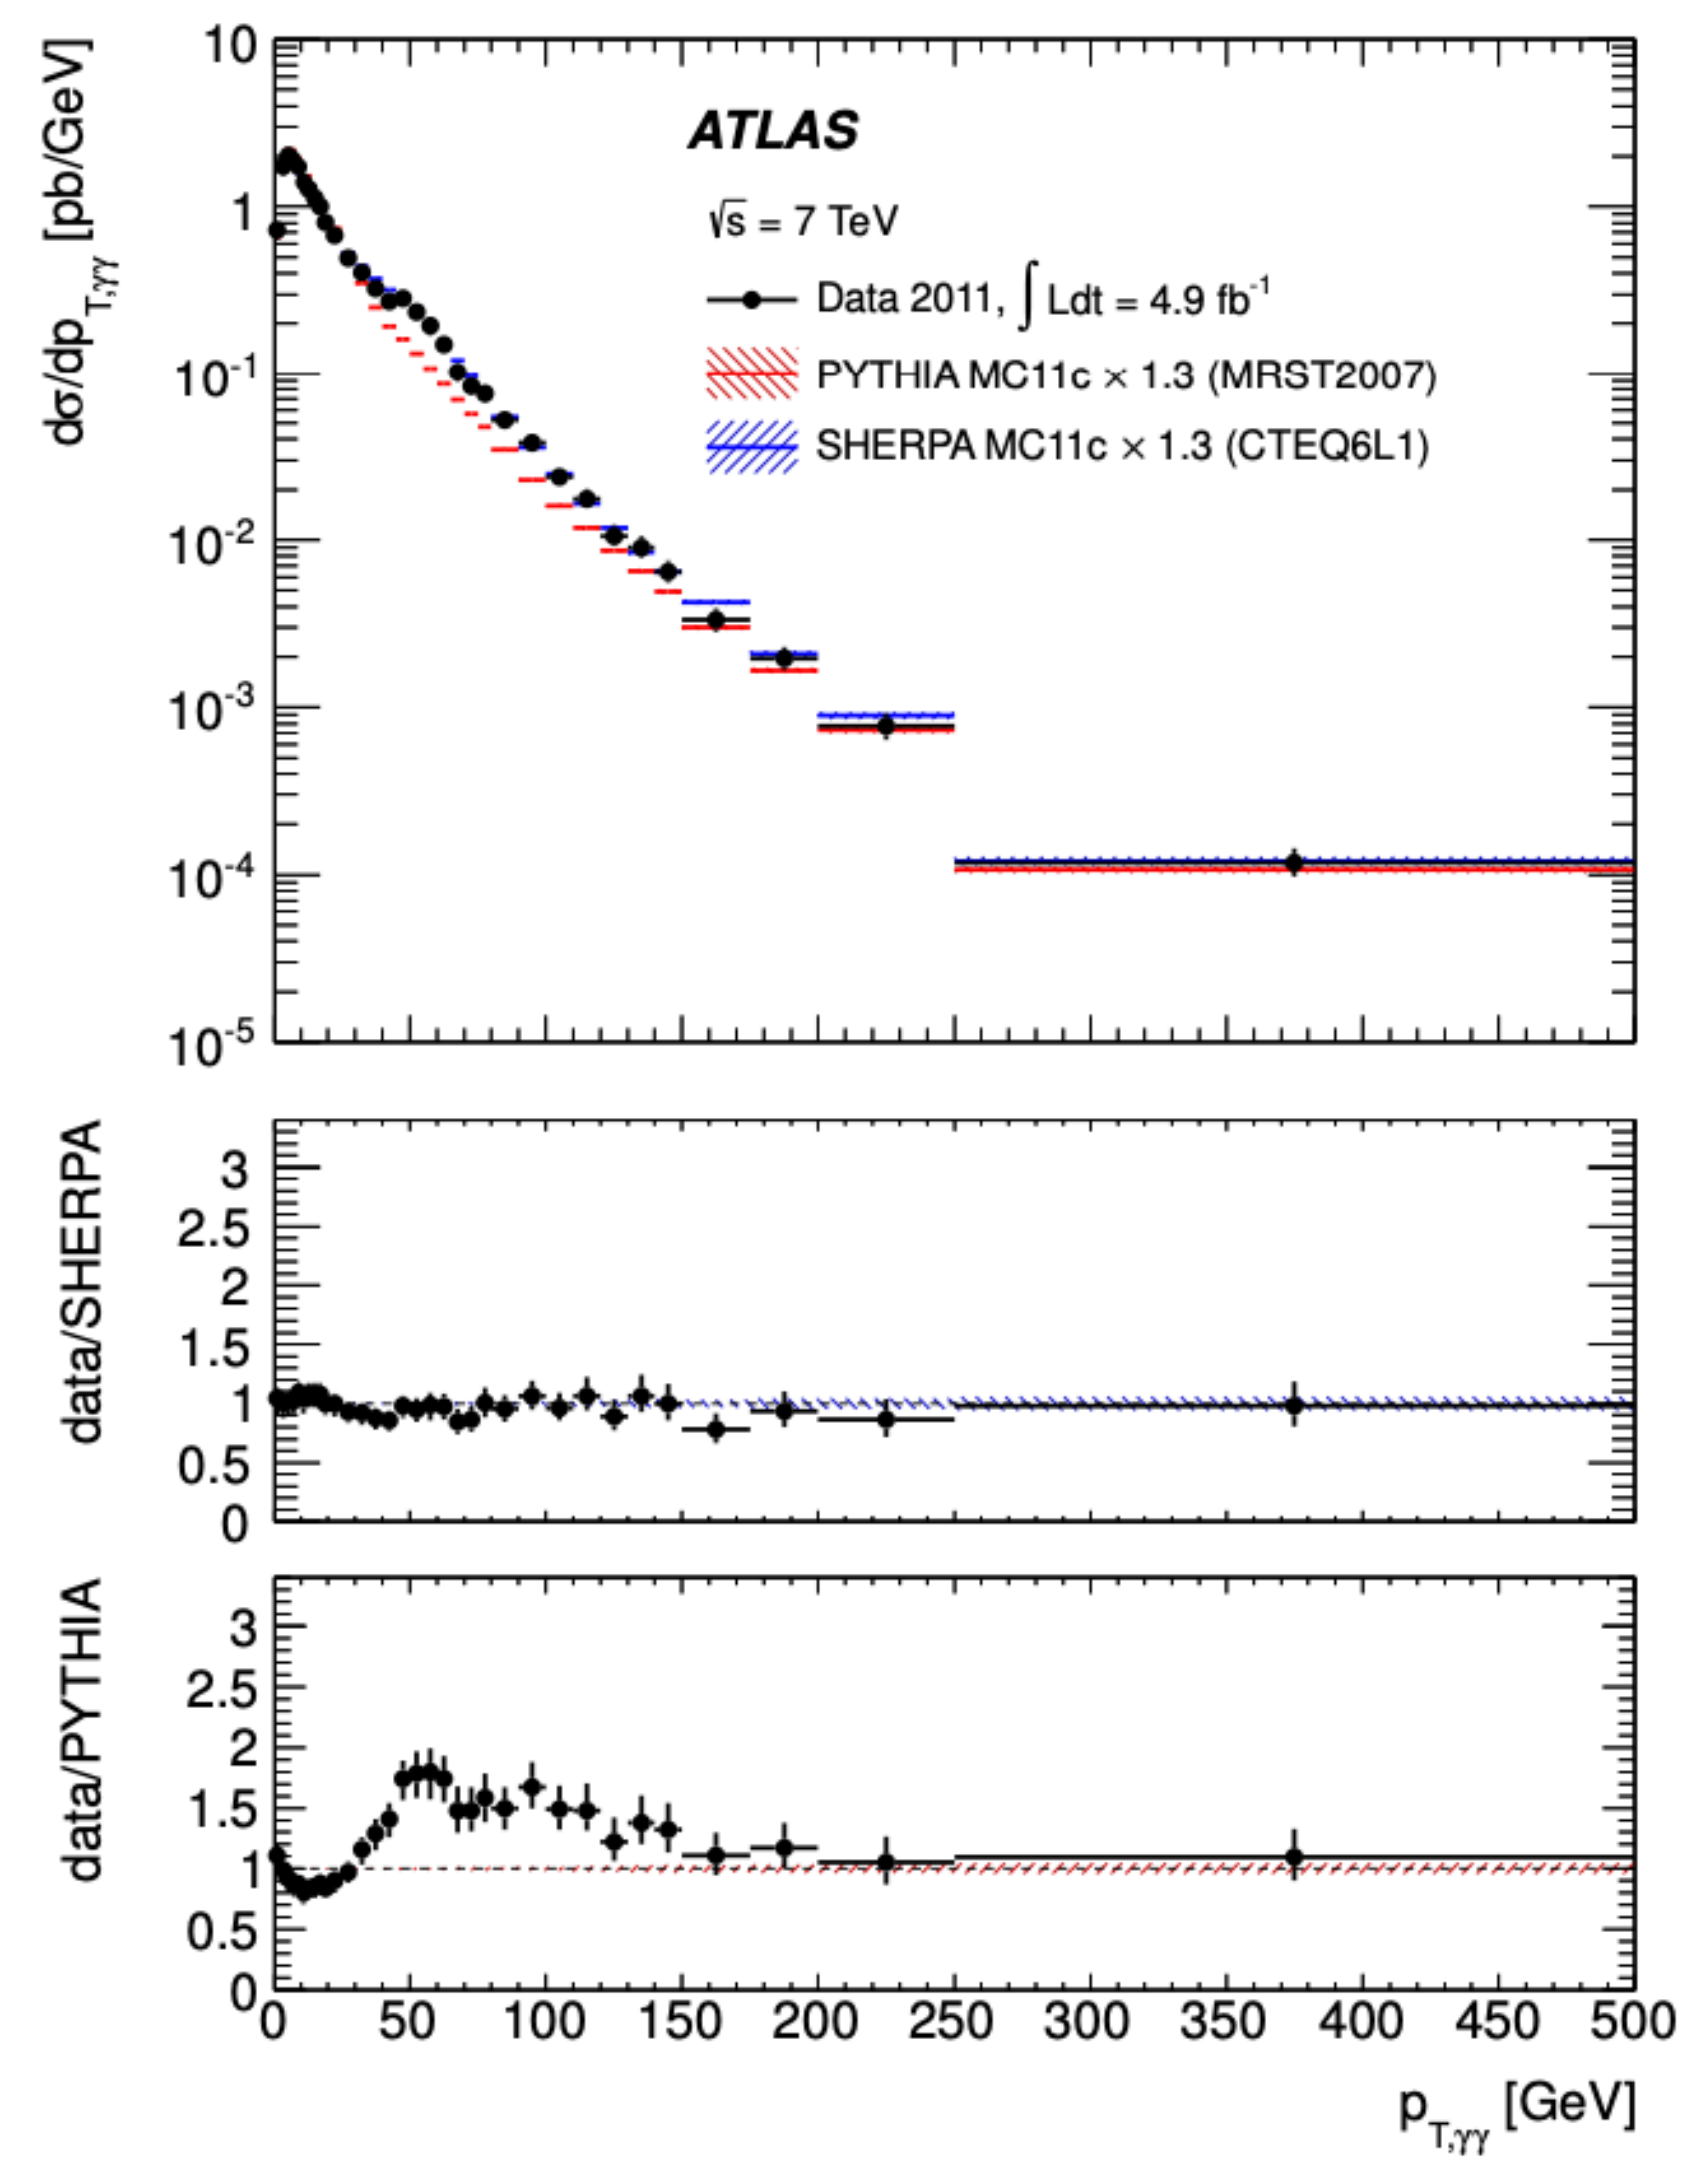 dσ/dp_T,γγ [pb/GeV]
10
1
10⁻¹
10⁻²
10⁻³
10⁻⁴
10⁻⁵
ATLAS
√s = 7 TeV
Data 2011, ∫ Ldt = 4.9 fb⁻¹
PYTHIA MC11c × 1.3 (MRST2007)
SHERPA MC11c × 1.3 (CTEQ6L1)
data/SHERPA
3
2.5
2
1.5
1
0.5
0
data/PYTHIA
3
2.5
2
1.5
1
0.5
0
0 50 100 150 200 250 300 350 400 450 500
p_T,γγ [GeV]